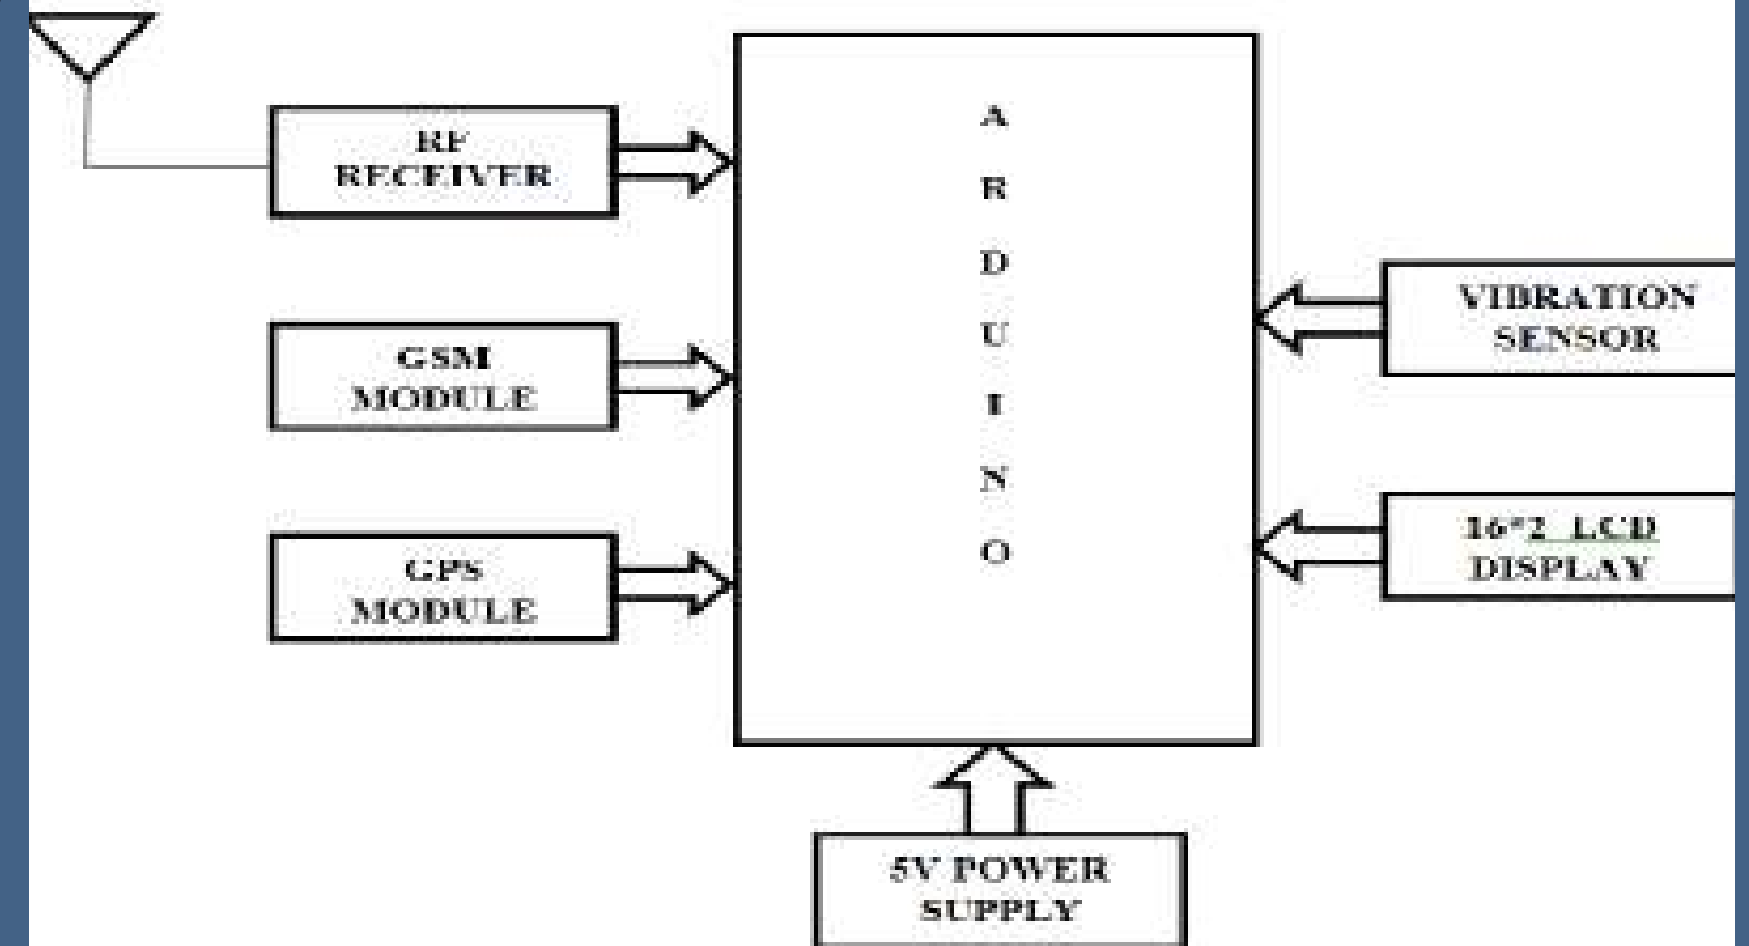 RF
RECEIVER
GSM
MODULE
GPS
MODULE
A
R
D
U
I
N
O
VIBRATION
SENSOR
16*2 LCD
DISPLAY
5V POWER
SUPPLY